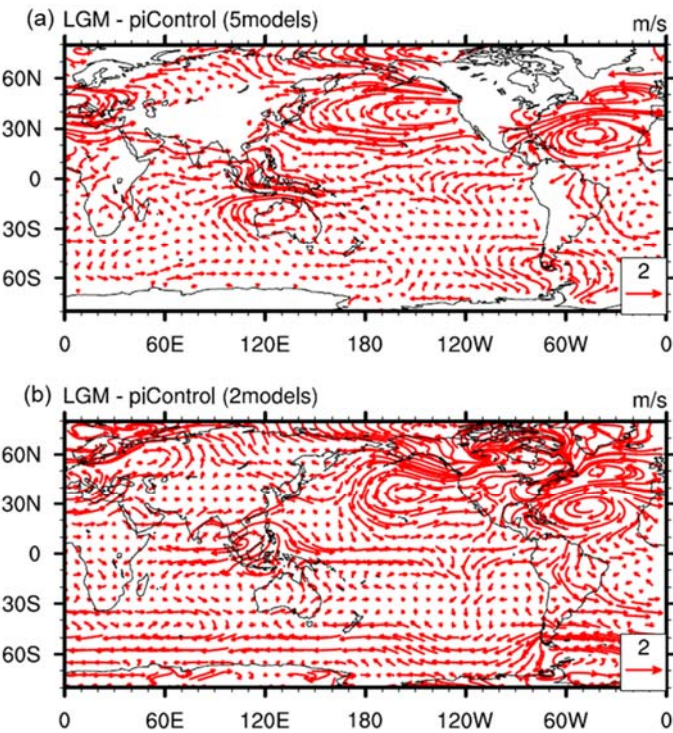 (a) LGM - piControl (5models) m/s
60N
30N
0
30S
60S
2
0 60E 120E 180 120W 60W 0
(b) LGM - piControl (2models) m/s
60N
30N
0
30S
60S
2
0 60E 120E 180 120W 60W 0